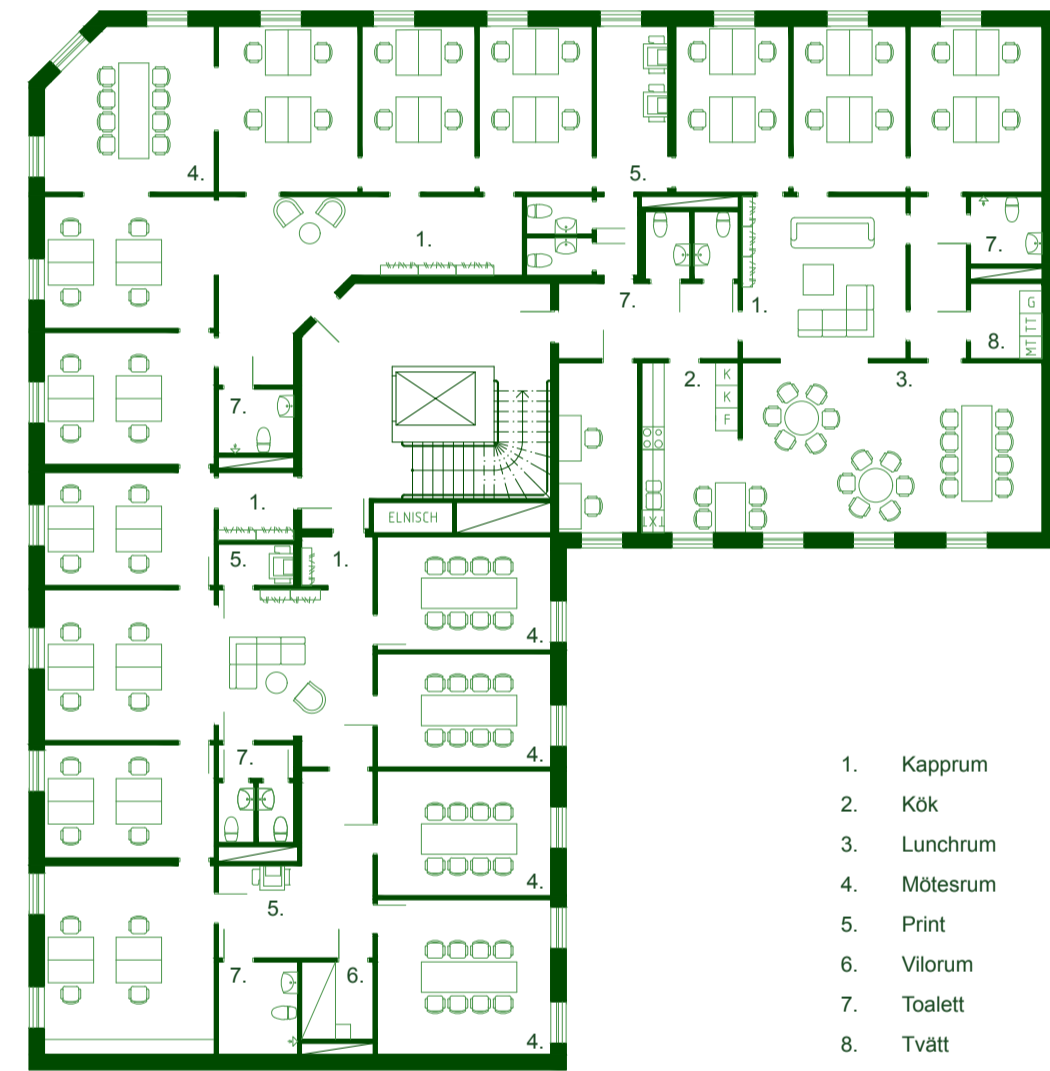 4.
5.
1.
7.
7.
1.
G
TT
MT
8.
2.
K
K
F
3.
7.
1.
ELNISCH
5.
1.
4.
4.
7.
4.
5.
7.
6.
4.
1. Kapprum
2. Kök
3. Lunchrum
4. Mötesrum
5. Print
6. Vilorum
7. Toalett
8. Tvätt